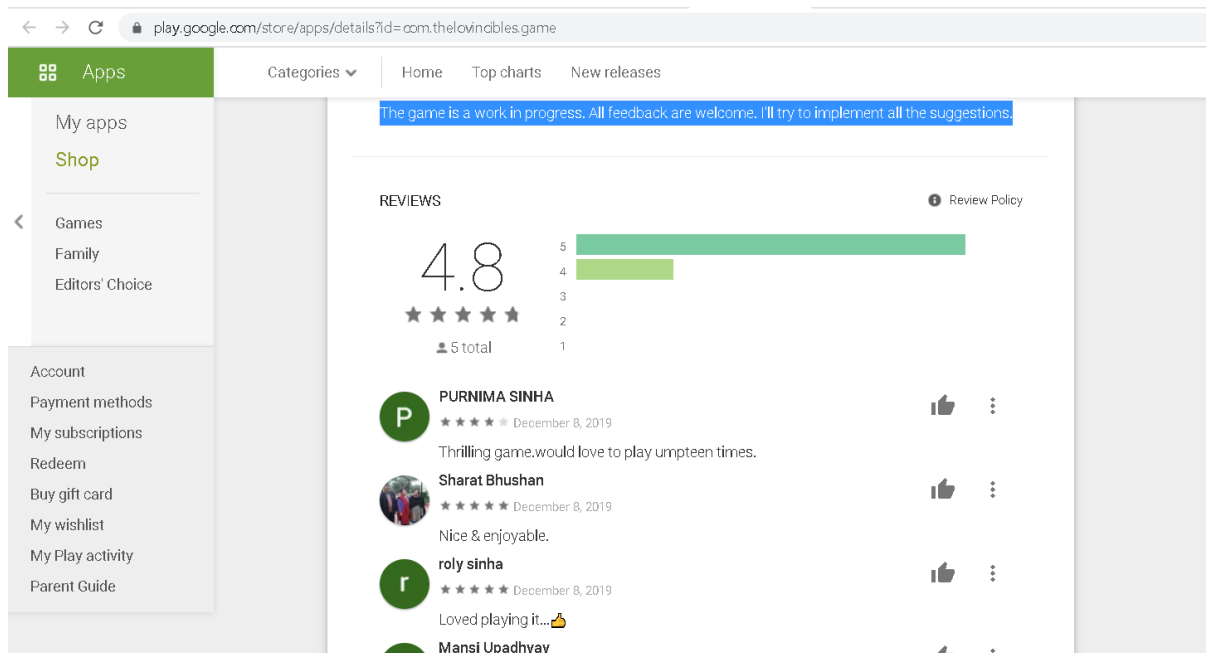 play.google.com/store/apps/details?id=com.thelovincibles.game
Apps
Categories
Home
Top charts
New releases
My apps
Shop
Games
Family
Editors' Choice
Account
Payment methods
My subscriptions
Redeem
Buy gift card
My wishlist
My Play activity
Parent Guide
The game is a work in progress. All feedback are welcome. I'll try to implement all the suggestions.
REVIEWS
Review Policy
4.8
5 total
5
4
3
2
1
PURNIMA SINHA
December 8, 2019
Thrilling game.would love to play umpteen times.
Sharat Bhushan
December 8, 2019
Nice & enjoyable.
roly sinha
December 8, 2019
Loved playing it...👍
Mansi Upadhyay
P
r